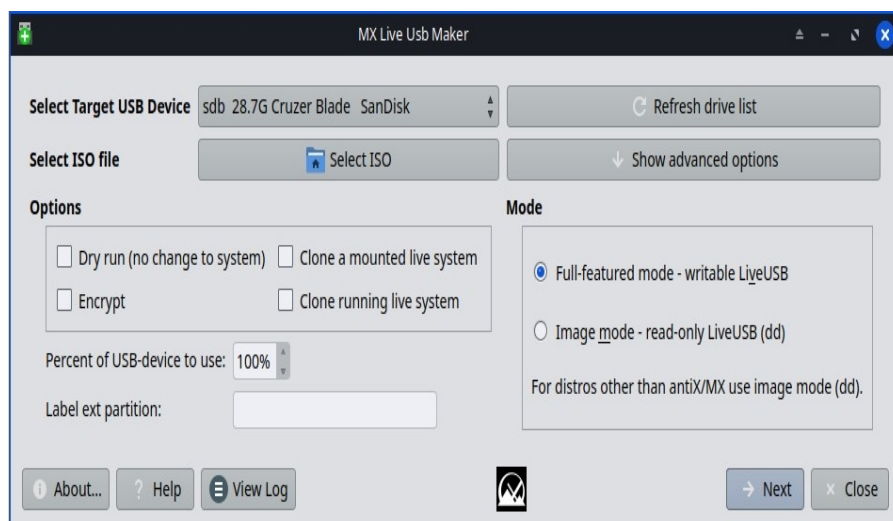 MX Live Usb Maker
Select Target USB Device sdb 28.7G Cruzer Blade SanDisk Refresh drive list
Select ISO file Select ISO Show advanced options
Options Mode
Dry run (no change to system) Clone a mounted live system
Full-featured mode - writable LiveUSB
Encrypt Clone running live system
Image mode - read-only LiveUSB (dd)
Percent of USB-device to use: 100%
For distros other than antiX/MX use image mode (dd).
Label ext partition:
About... Help View Log Next Close